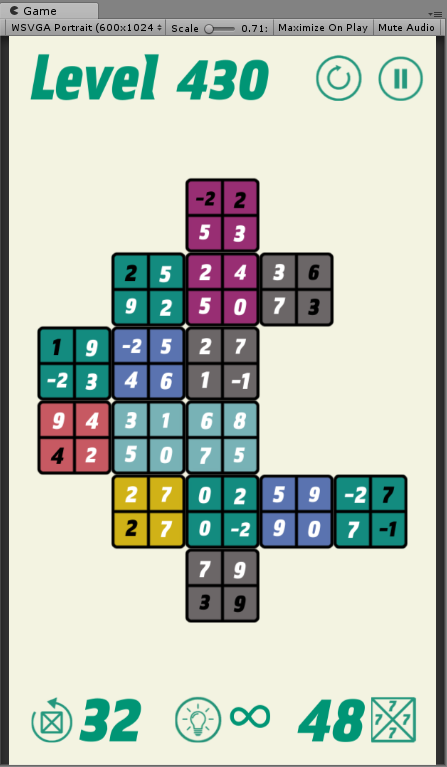 Game
WSVGA Portrait (600x1024 Scale 0.71: Maximize On Play Mute Audio
Level 430
-2 2
5 3
2 5 2 4 3 6
9 2 5 0 7 3
1 9 -2 5 2 7
-2 3 4 6 1 -1
9 4 3 1 6 8
4 2 5 0 7 5
2 7 0 2 5 9 -2 7
2 7 0 -2 9 0 7 -1
7 9
3 9
32 ∞ 48 7 7 7 7